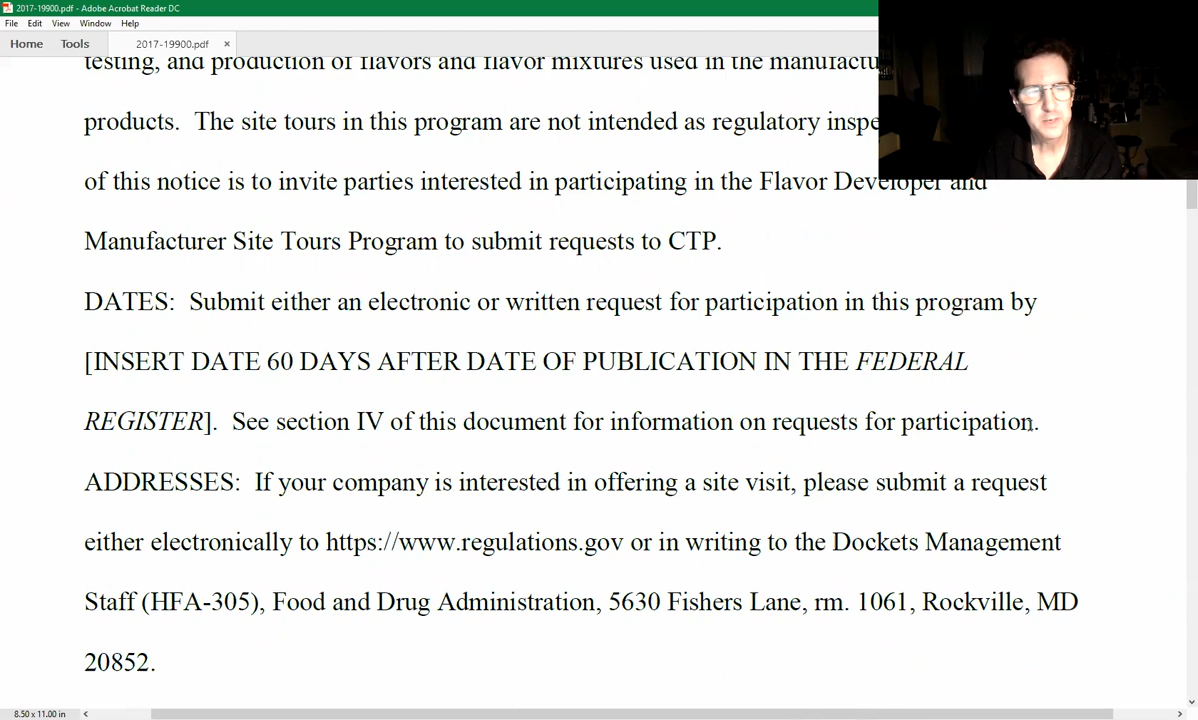 2017-19900.pdf - Adobe Acrobat Reader DC
File Edit View Window Help
Home Tools 2017-19900.pdf ×
testing, and production of flavors and flavor mixtures used in the
products.  The site tours in this program are not intended as regulatory
of this notice is to invite parties interested in participating in the Flavor Developer and
Manufacturer Site Tours Program to submit requests to CTP.
DATES:  Submit either an electronic or written request for participation in this program by
[INSERT DATE 60 DAYS AFTER DATE OF PUBLICATION IN THE FEDERAL
REGISTER].  See section IV of this document for information on requests for participation.
ADDRESSES:  If your company is interested in offering a site visit, please submit a request
either electronically to https://www.regulations.gov or in writing to the Dockets Management
Staff (HFA-305), Food and Drug Administration, 5630 Fishers Lane, rm. 1061, Rockville, MD
20852.
8.50 x 11.00 in